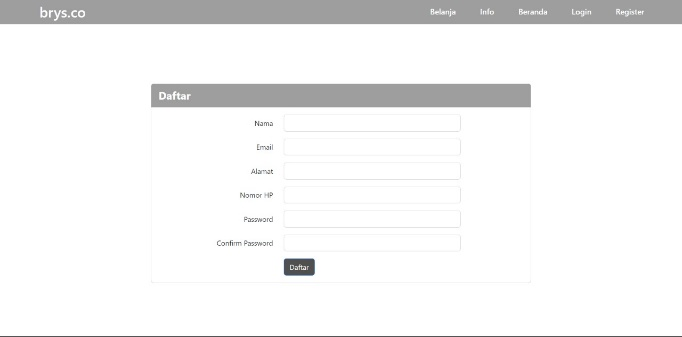 brys.co Belanja Info Beranda Login Register
Daftar
Nama
Email
Alamat
Nomor HP
Password
Confirm Password
Daftar